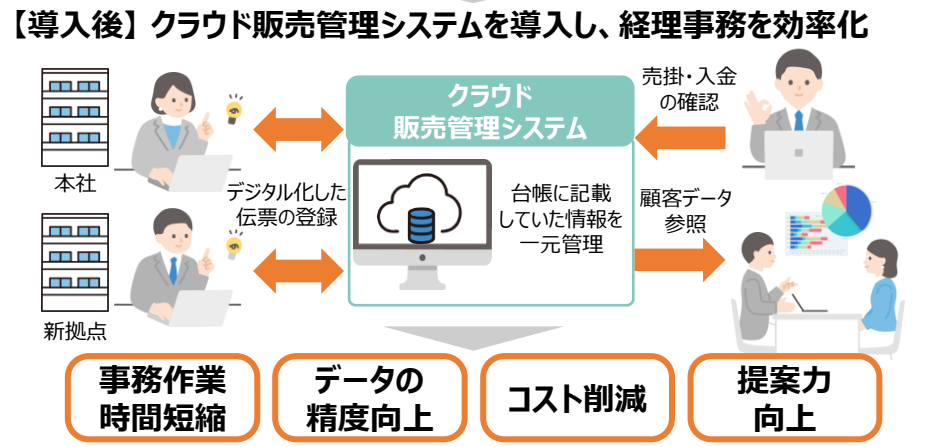 【導入後】クラウド販売管理システムを導入し、経理事務を効率化
本社
新拠点
デジタル化した
伝票の登録
クラウド
販売管理システム
台帳に記載
していた情報を
一元管理
売掛・入金
の確認
顧客データ
参照
事務作業
時間短縮
データの
精度向上
コスト削減
提案力
向上